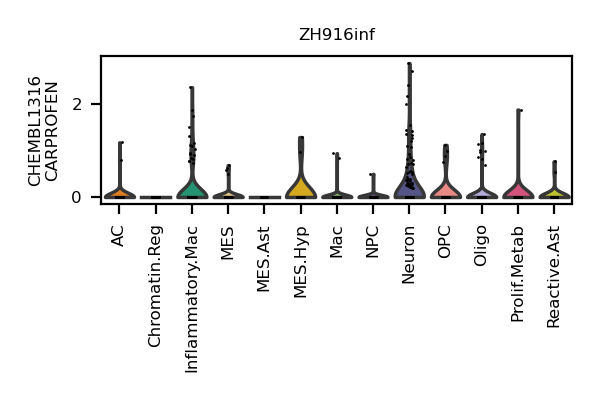 ZH916inf
CHEMBL1316
CARPROFEN
2
0
AC
Chromatin.Reg
Inflammatory.Mac
MES
MES.Ast
MES.Hyp
Mac
NPC
Neuron
OPC
Oligo
Prolif.Metab
Reactive.Ast